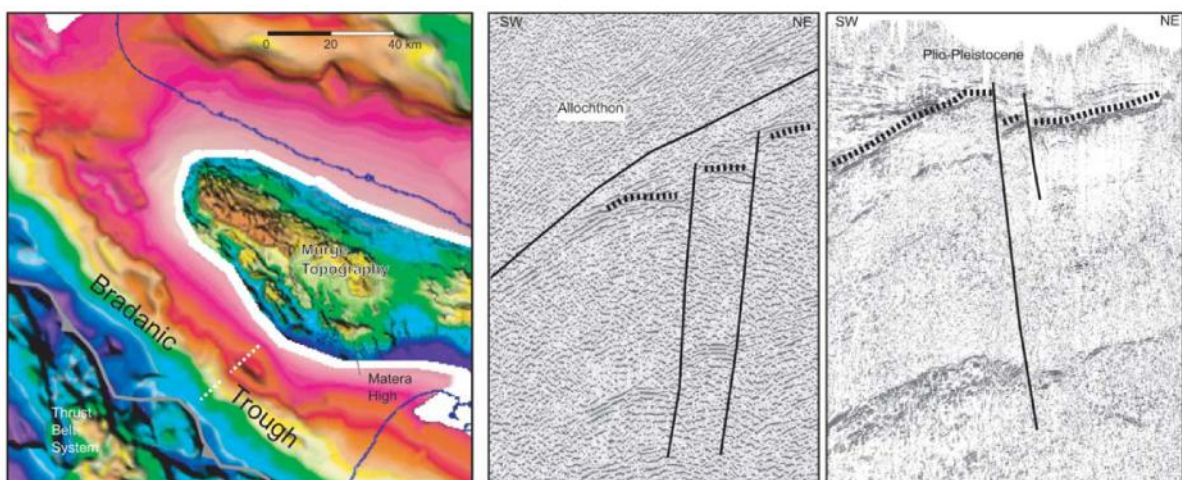 0 20 40 km
Murge
Topography
Bradanic
Trough
Matera
High
Thrust
Belt
System
SW
NE
Allochthon
SW
NE
Plio-Pleistocene